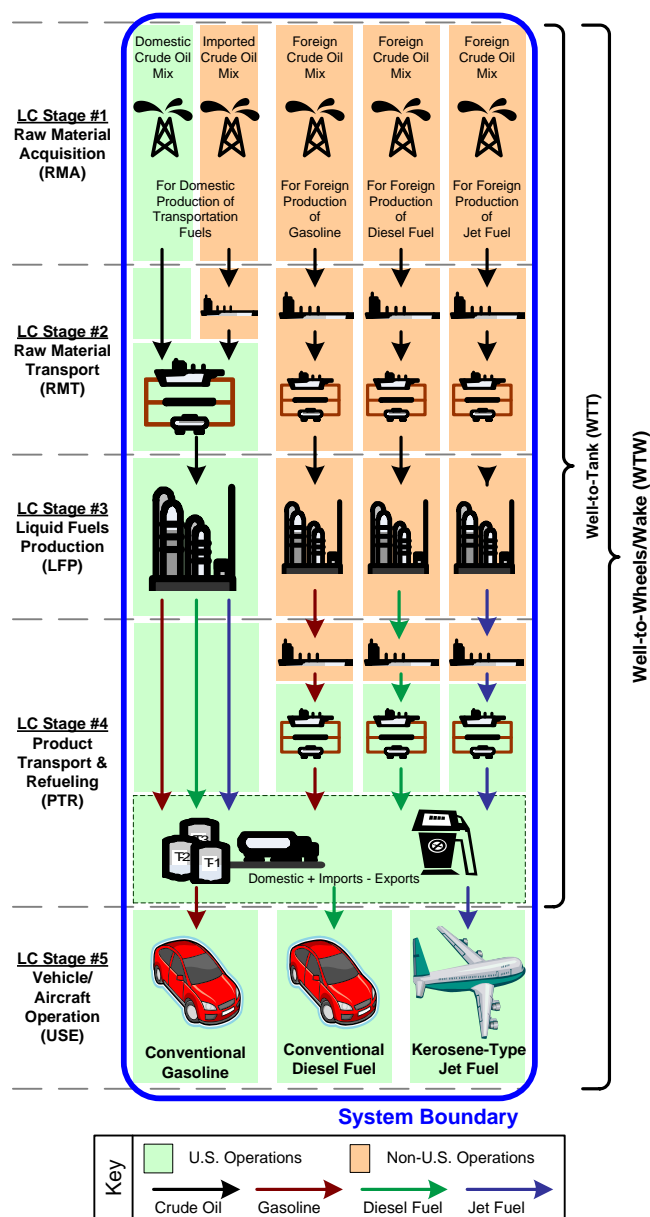 Domestic
Crude Oil
Mix
Imported
Crude Oil
Mix
Foreign
Crude Oil
Mix
Foreign
Crude Oil
Mix
Foreign
Crude Oil
Mix
LC Stage #1
Raw Material
Acquisition
(RMA)
For Domestic
Production of
Transportation
Fuels
For Foreign
Production
of
Gasoline
For Foreign
Production
of
Diesel Fuel
For Foreign
Production
of
Jet Fuel
LC Stage #2
Raw Material
Transport
(RMT)
LC Stage #3
Liquid Fuels
Production
(LFP)
LC Stage #4
Product
Transport &
Refueling
(PTR)
T-3
T-2
T-1
Domestic + Imports - Exports
LC Stage #5
Vehicle/
Aircraft
Operation
(USE)
Conventional
Gasoline
Conventional
Diesel Fuel
Kerosene-Type
Jet Fuel
Well-to-Tank (WTT)
Well-to-Wheels/Wake (WTW)
System Boundary
Key
U.S. Operations
Non-U.S. Operations
Crude Oil
Gasoline
Diesel Fuel
Jet Fuel